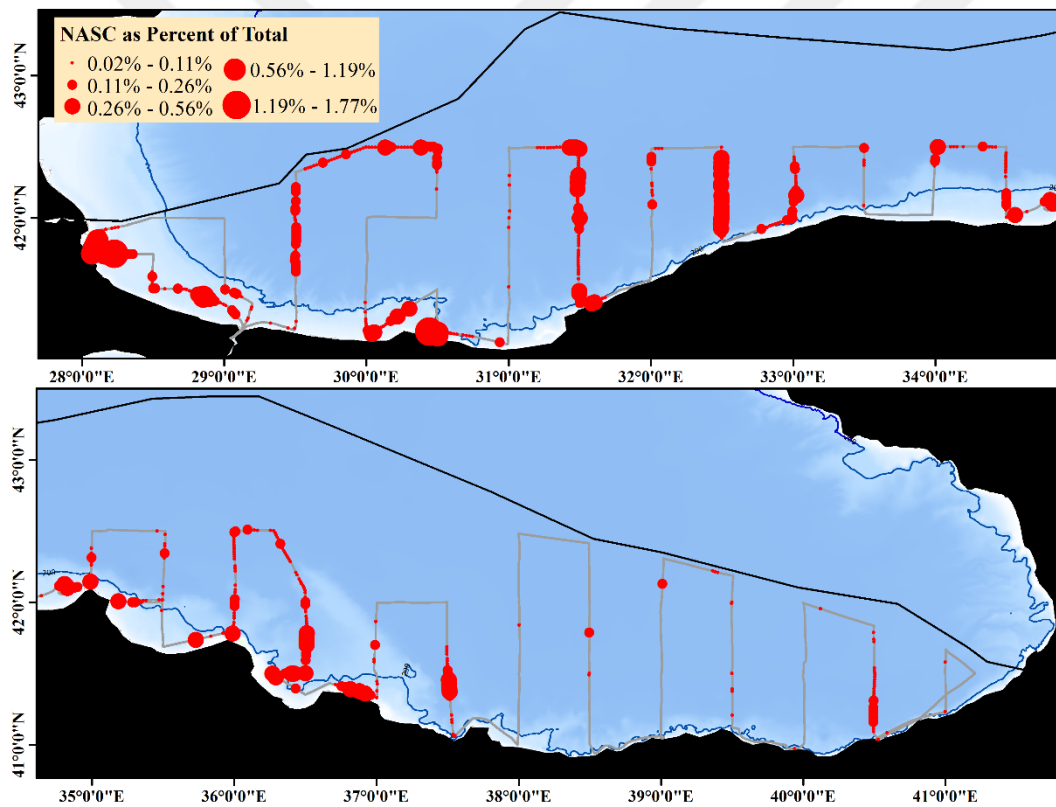 NASC as Percent of Total
0.02% - 0.11%
0.56% - 1.19%
0.11% - 0.26%
0.26% - 0.56%
1.19% - 1.77%
43°0'0"N
42°0'0"N
200
28°0'0"E 29°0'0"E 30°0'0"E 31°0'0"E 32°0'0"E 33°0'0"E 34°0'0"E
43°0'0"N
42°0'0"N
41°0'0"N
35°0'0"E 36°0'0"E 37°0'0"E 38°0'0"E 39°0'0"E 40°0'0"E 41°0'0"E